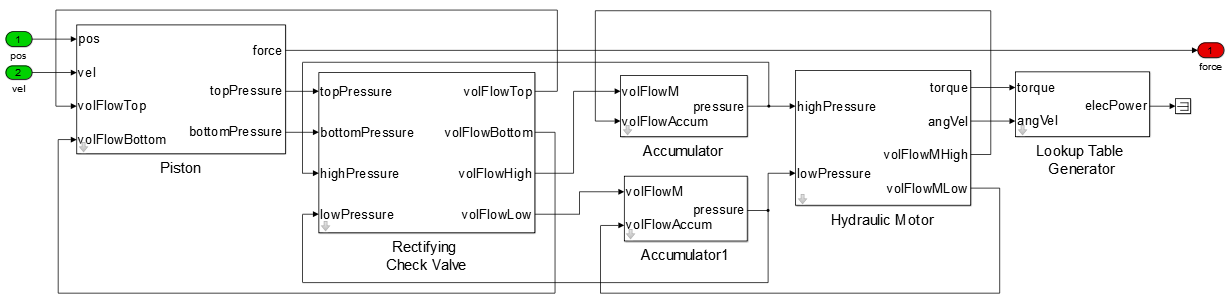 1
pos
2
vel
pos
vel
volFlowTop
volFlowBottom
force
topPressure
bottomPressure
Piston
topPressure
bottomPressure
highPressure
lowPressure
volFlowTop
volFlowBottom
volFlowHigh
volFlowLow
Rectifying
Check Valve
volFlowM
volFlowAccum
pressure
Accumulator
volFlowM
volFlowAccum
pressure
Accumulator1
highPressure
lowPressure
torque
angVel
volFlowMHigh
volFlowMLow
Hydraulic Motor
torque
angVel
elecPower
Lookup Table
Generator
1
force